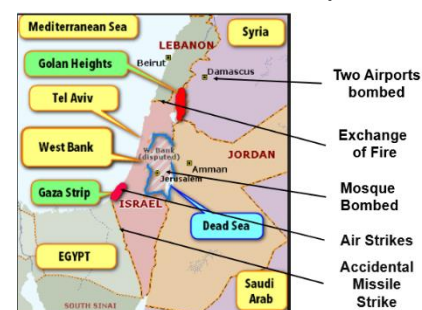 Mediterranean Sea
Syria
LEBANON
Golan Heights
Beirut
Damascus
Two Airports
bombed
Tel Aviv
Exchange
of Fire
West Bank
W. Bank
(disputed)
JORDAN
Amman
Jerusalem
Mosque
Bombed
Gaza Strip
ISRAEL
Dead Sea
Air Strikes
EGYPT
Accidental
Missile
Strike
Saudi
Arab
SOUTH SINAI